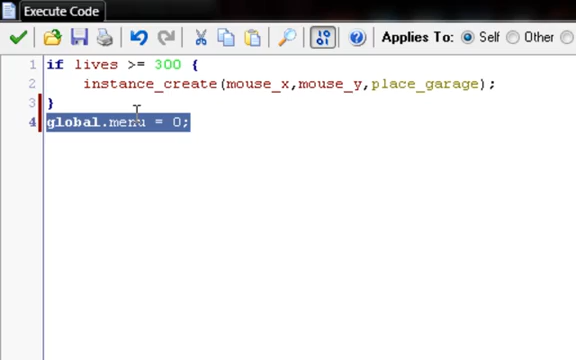 Execute Code
Applies To: Self Other
1 if lives >= 300 {
2 instance_create(mouse_x,mouse_y,place_garage);
3 }
4 global.menu = 0;